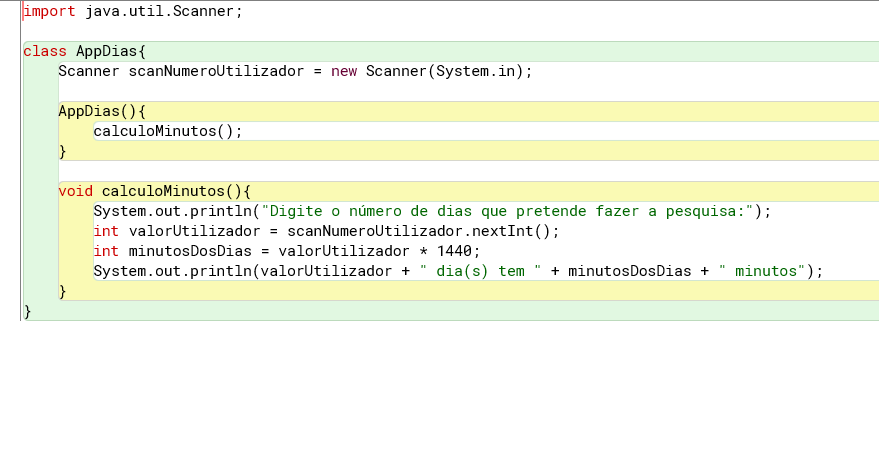 import java.util.Scanner;
class AppDias{
Scanner scanNumeroUtilizador = new Scanner(System.in);
AppDias(){
calculoMinutos();
}
void calculoMinutos(){
System.out.println("Digite o número de dias que pretende fazer a pesquisa:");
int valorUtilizador = scanNumeroUtilizador.nextInt();
int minutosDosDias = valorUtilizador * 1440;
System.out.println(valorUtilizador + " dia(s) tem " + minutosDosDias + " minutos");
}
}